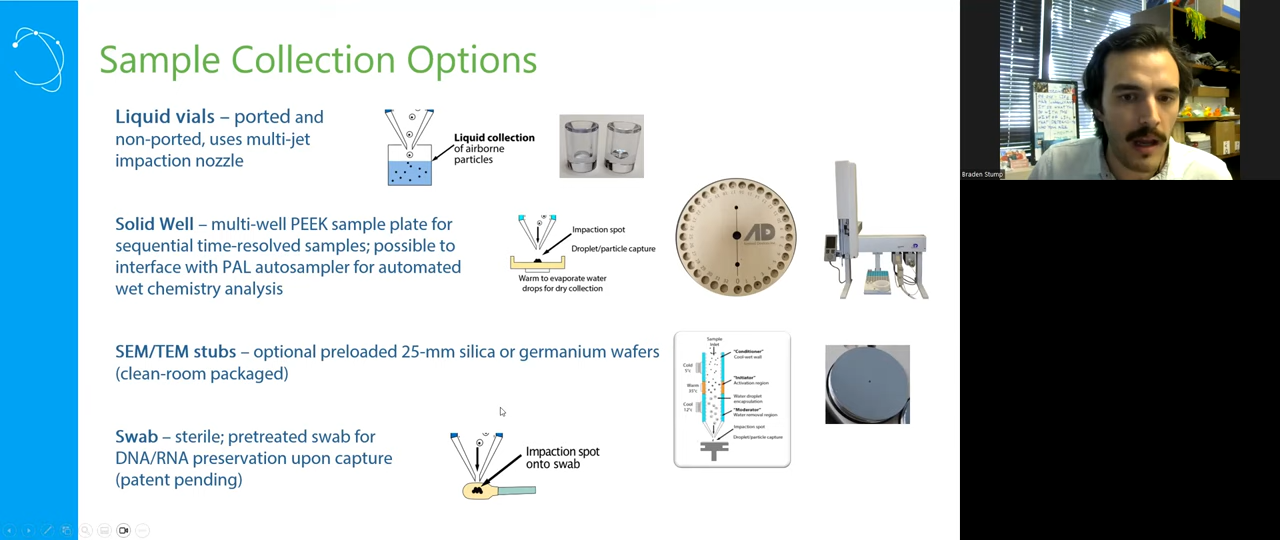 Sample Collection Options
Liquid vials – ported and
non-ported, uses multi-jet
impaction nozzle
Liquid collection
of airborne
particles
Solid Well – multi-well PEEK sample plate for
sequential time-resolved samples; possible to
interface with PAL autosampler for automated
wet chemistry analysis
Impaction spot
Droplet/particle capture
Warm to evaporate water
drops for dry collection
AD
SEM/TEM stubs – optional preloaded 25-mm silica or germanium wafers
(clean-room packaged)
Sample
Inlet
"Conditioner"
Cool-wet wall
Cold
5°c
"Initiator"
Activation region
Warm
35°c
Water droplet
encapsulation
Cool
12°c
"Moderator"
Water removal region
Impaction spot
Droplet/particle capture
Swab – sterile; pretreated swab for
DNA/RNA preservation upon capture
(patent pending)
Impaction spot
onto swab
Braden Stump